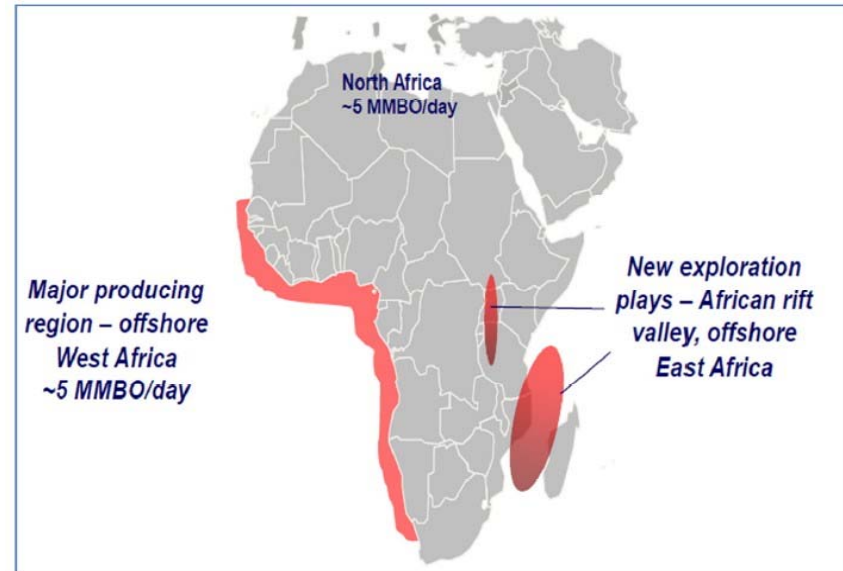 North Africa
~5 MMBO/day
Major producing
region – offshore
West Africa
~5 MMBO/day
New exploration
plays – African rift
valley, offshore
East Africa